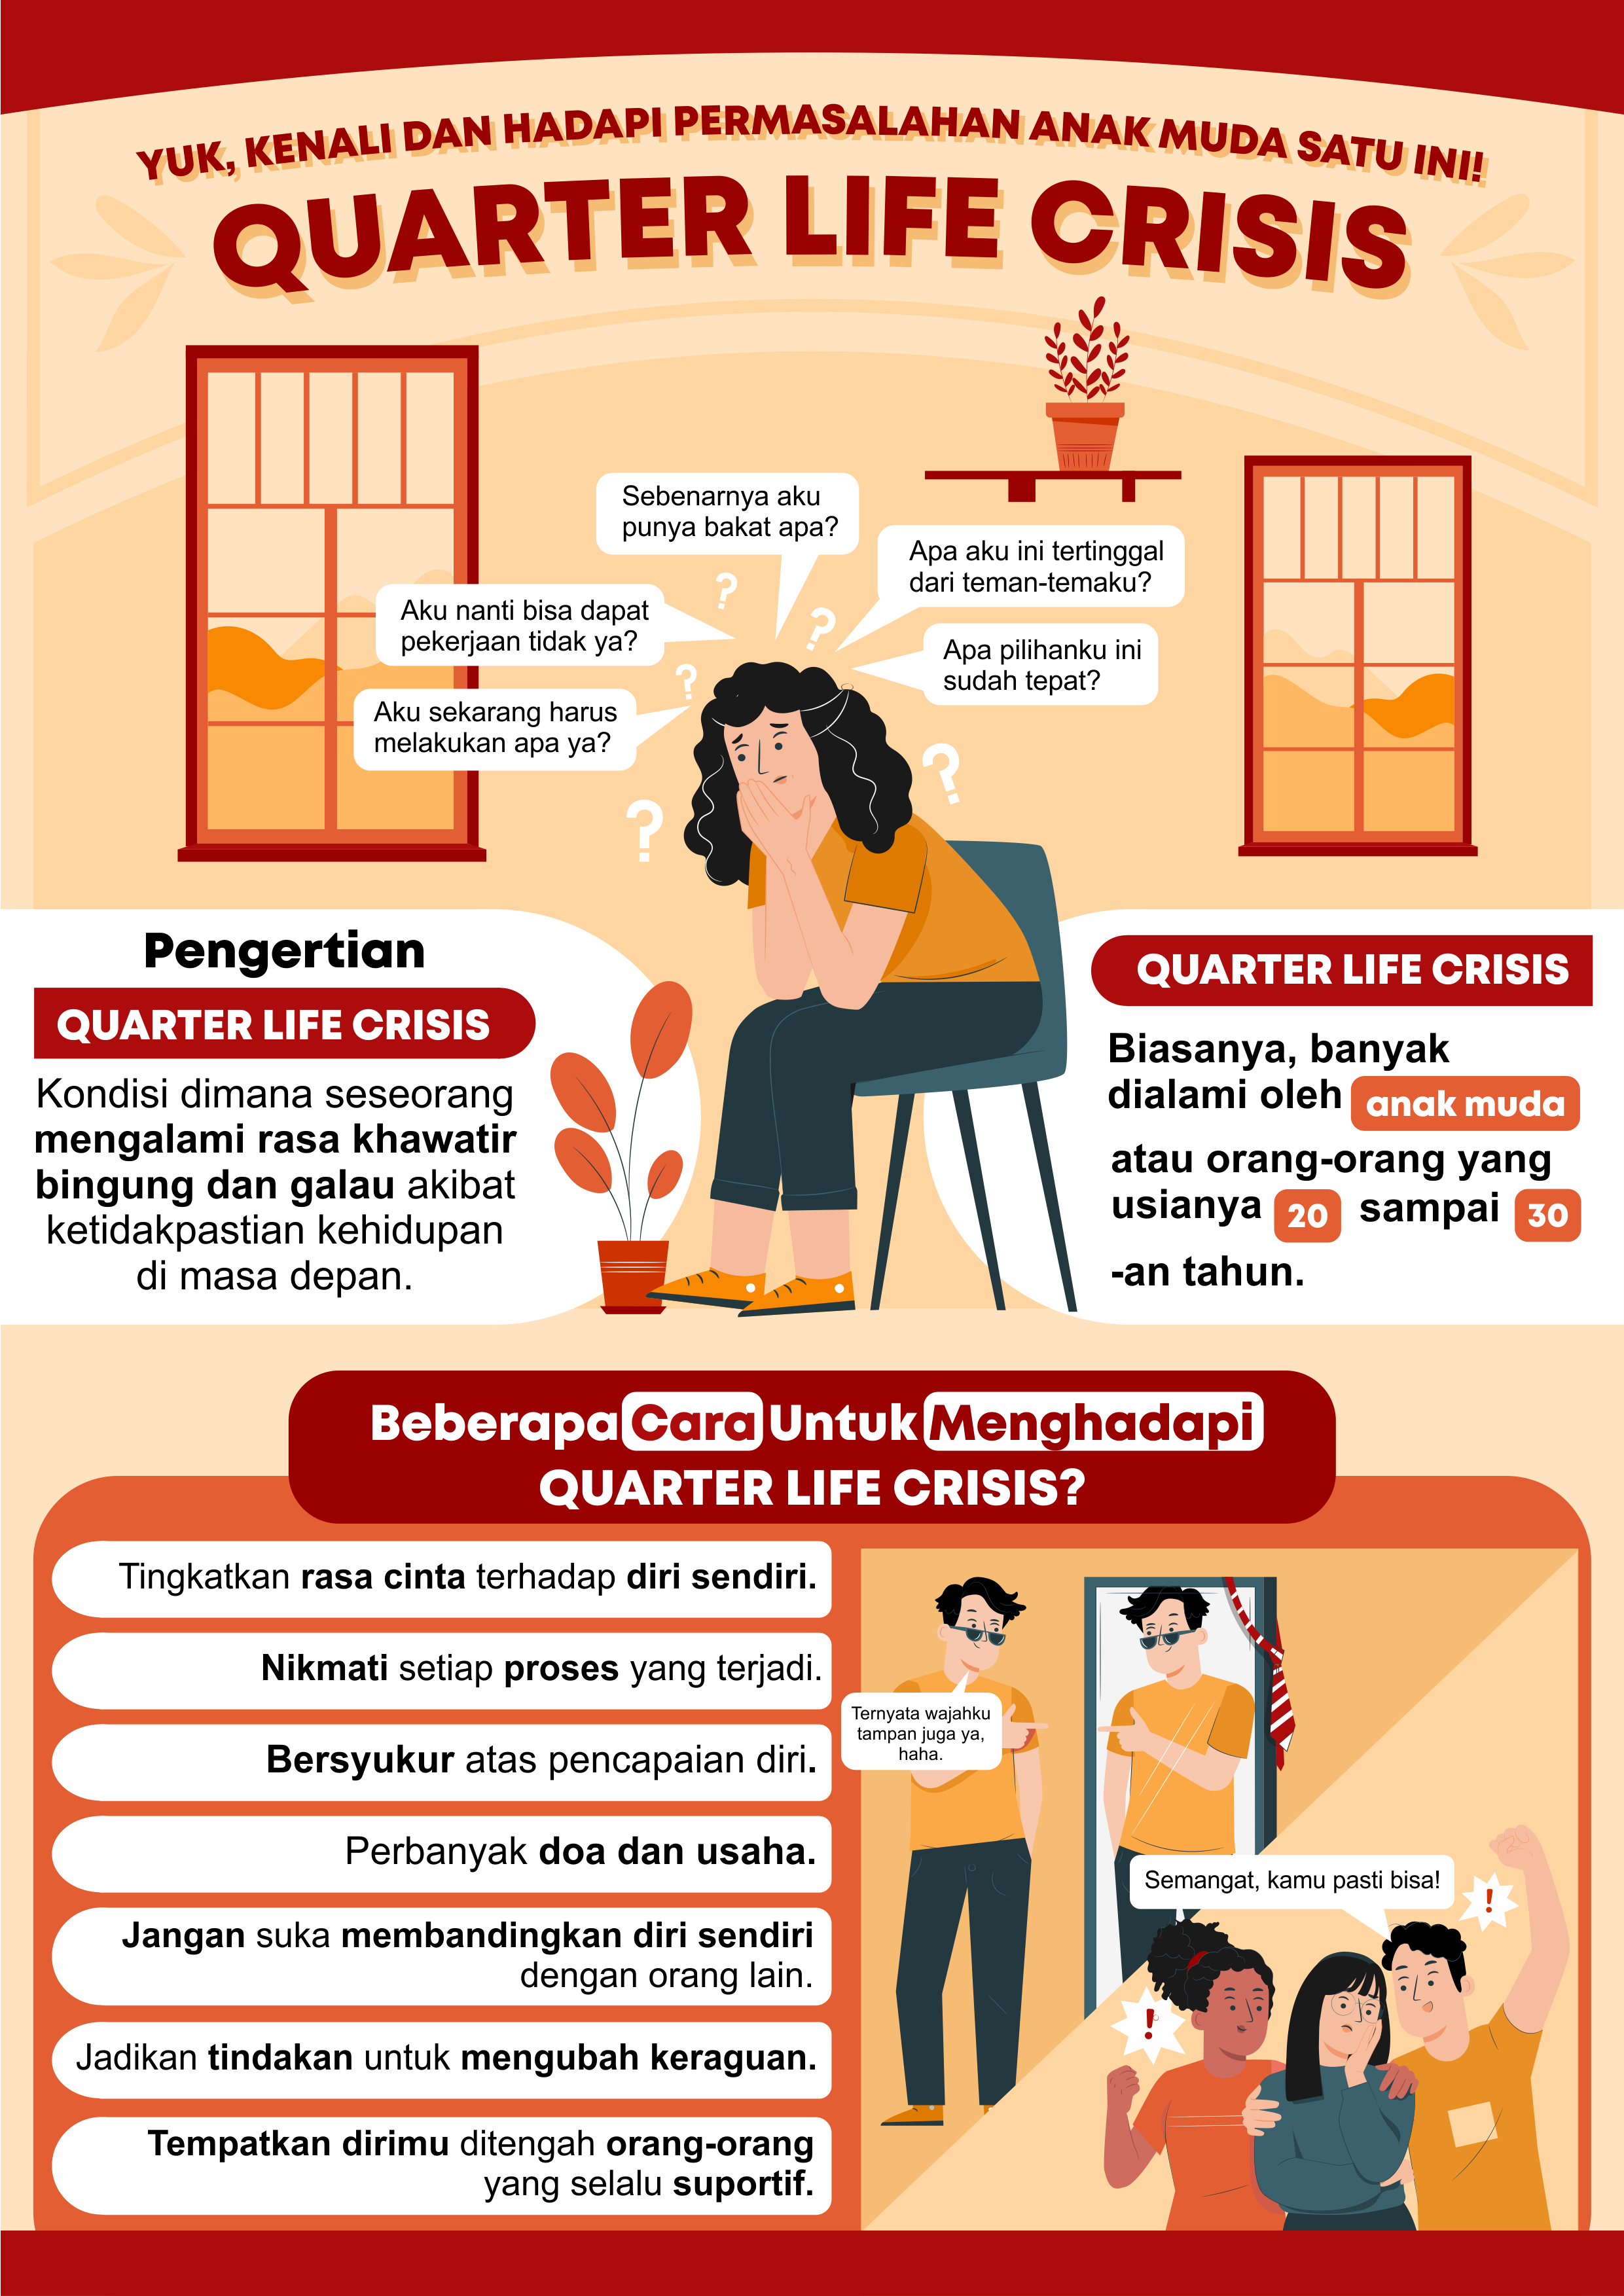 YUK, KENALI DAN HADAPI PERMASALAHAN ANAK MUDA SATU INI!
QUARTER LIFE CRISIS
Sebenarnya aku
punya bakat apa?
Apa aku ini tertinggal
dari teman-temaku?
Aku nanti bisa dapat
pekerjaan tidak ya?
Apa pilihanku ini
sudah tepat?
Aku sekarang harus
melakukan apa ya?
?
?
?
?
?
Pengertian
QUARTER LIFE CRISIS
Kondisi dimana seseorang
mengalami rasa khawatir
bingung dan galau akibat
ketidakpastian kehidupan
di masa depan.
QUARTER LIFE CRISIS
Biasanya, banyak
dialami oleh anak muda
atau orang-orang yang
usianya 20 sampai 30
-an tahun.
Beberapa Cara Untuk Menghadapi
QUARTER LIFE CRISIS?
Tingkatkan rasa cinta terhadap diri sendiri.
Nikmati setiap proses yang terjadi.
Bersyukur atas pencapaian diri.
Perbanyak doa dan usaha.
Jangan suka membandingkan diri sendiri
dengan orang lain.
Jadikan tindakan untuk mengubah keraguan.
Tempatkan dirimu ditengah orang-orang
yang selalu suportif.
Ternyata wajahku
tampan juga ya,
haha.
Semangat, kamu pasti bisa!
!
!